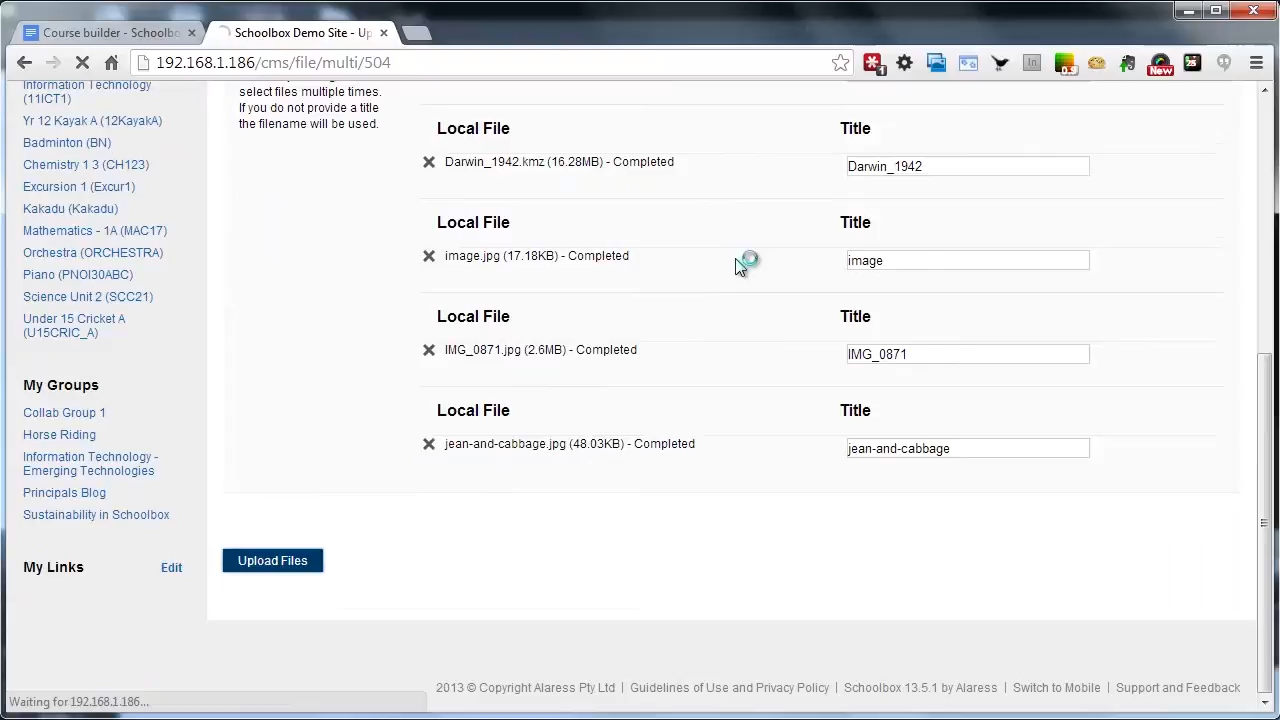 Course builder - Schoolbo
Schoolbox Demo Site - Up
192.168.1.186/cms/file/multi/504
Information Technology
(11ICT1)
Yr 12 Kayak A (12KayakA)
Badminton (BN)
Chemistry 1 3 (CH123)
Excursion 1 (Excur1)
Kakadu (Kakadu)
Mathematics - 1A (MAC17)
Orchestra (ORCHESTRA)
Piano (PNOI30ABC)
Science Unit 2 (SCC21)
Under 15 Cricket A
(U15CRIC_A)
My Groups
Collab Group 1
Horse Riding
Information Technology -
Emerging Technologies
Principals Blog
Sustainability in Schoolbox
My Links Edit
select files multiple times.
If you do not provide a title
the filename will be used.
Local File Title
Darwin_1942.kmz (16.28MB) - Completed Darwin_1942
Local File Title
image.jpg (17.18KB) - Completed image
Local File Title
IMG_0871.jpg (2.6MB) - Completed IMG_0871
Local File Title
jean-and-cabbage.jpg (48.03KB) - Completed jean-and-cabbage
Upload Files
2013 © Copyright Alaress Pty Ltd | Guidelines of Use and Privacy Policy | Schoolbox 13.5.1 by Alaress | Switch to Mobile | Support and Feedback
Waiting for 192.168.1.186...